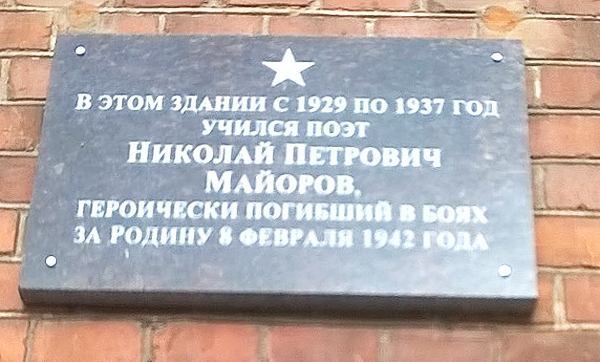 В ЭТОМ ЗДАНИИ С 1929 ПО 1937 ГОД
УЧИЛСЯ ПОЭТ
НИКОЛАЙ ПЕТРОВИЧ
МАЙОРОВ,
ГЕРОИЧЕСКИ ПОГИБШИЙ В БОЯХ
ЗА РОДИНУ 8 ФЕВРАЛЯ 1942 ГОДА